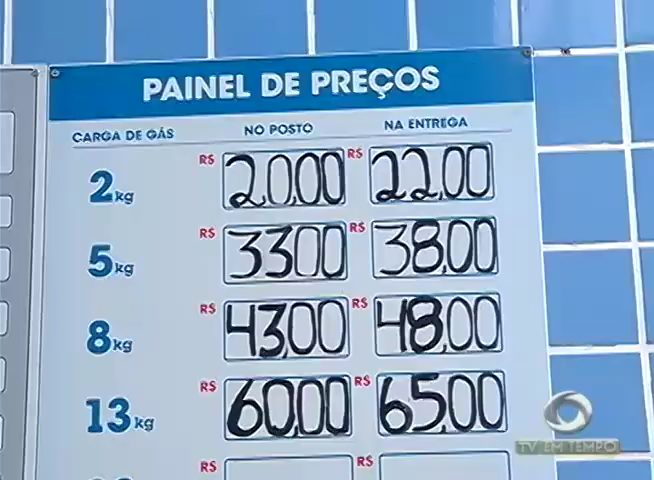 PAINEL DE PREÇOS
CARGA DE GÁS NO POSTO NA ENTREGA
2kg R$ 20,00 R$ 22,00
5kg R$ 33,00 R$ 38,00
8kg R$ 43,00 R$ 48,00
13kg R$ 60,00 R$ 65,00
R$ R$
TV EM TEMPO